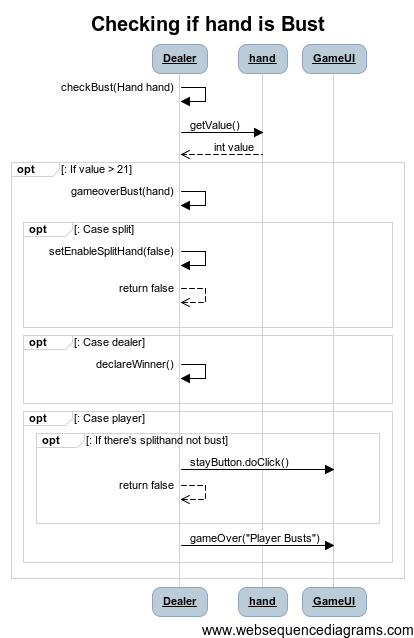 Checking if hand is Bust
Dealer hand GameUI
checkBust(Hand hand)
getValue()
int value
opt [: If value > 21]
gameoverBust(hand)
opt [: Case split]
setEnableSplitHand(false)
return false
opt [: Case dealer]
declareWinner()
opt [: Case player]
opt [: If there's splithand not bust]
stayButton.doClick()
return false
gameOver("Player Busts")
Dealer hand GameUI
www.websequencediagrams.com